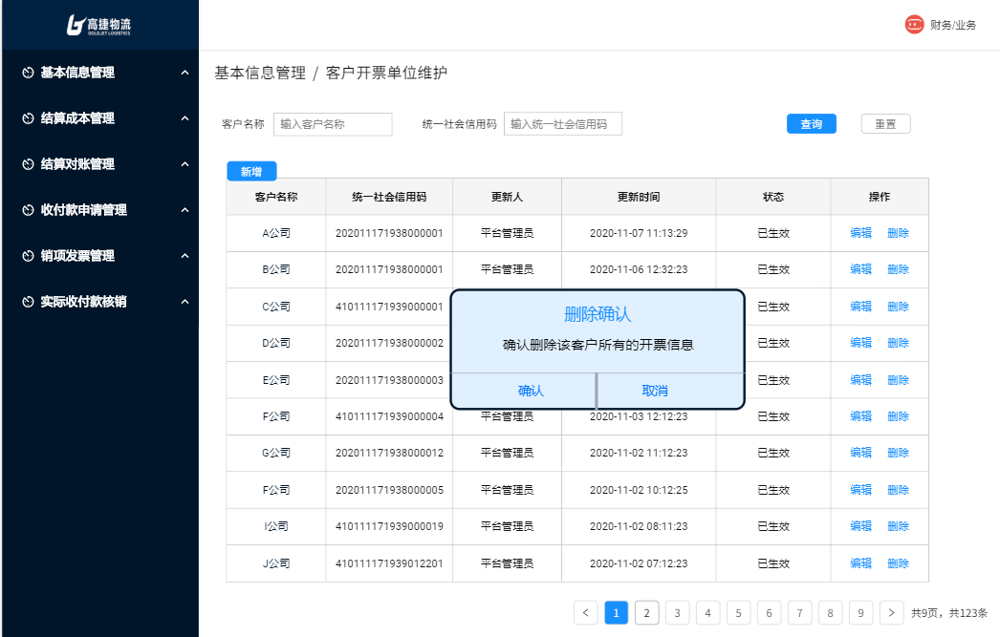 高捷物流
GOLDJET LOGISTICS
财务/业务
基本信息管理
结算成本管理
结算对账管理
收付款申请管理
销项发票管理
实际收付款核销
基本信息管理 / 客户开票单位维护
客户名称 输入客户名称 统一社会信用码 输入统一社会信用码 查询 重置
新增
客户名称 统一社会信用码 更新人 更新时间 状态 操作
A公司 202011171938000001 平台管理员 2020-11-07 11:13:29 已生效 编辑 删除
B公司 202011171938000001 平台管理员 2020-11-06 12:32:23 已生效 编辑 删除
C公司 410111171939000001 已生效 编辑 删除
D公司 202011171938000002 已生效 编辑 删除
E公司 202011171938000003 已生效 编辑 删除
F公司 410111171939000004 平台管理员 2020-11-03 12:12:23 已生效 编辑 删除
G公司 202011171938000012 平台管理员 2020-11-02 11:12:23 已生效 编辑 删除
F公司 202011171938000005 平台管理员 2020-11-02 10:12:25 已生效 编辑 删除
I公司 410111171939000019 平台管理员 2020-11-02 08:11:23 已生效 编辑 删除
J公司 410111171939012201 平台管理员 2020-11-02 07:12:23 已生效 编辑 删除
删除确认
确认删除该客户所有的开票信息
确认 取消
< 1 2 3 4 5 6 7 8 9 > 共9页，共123条